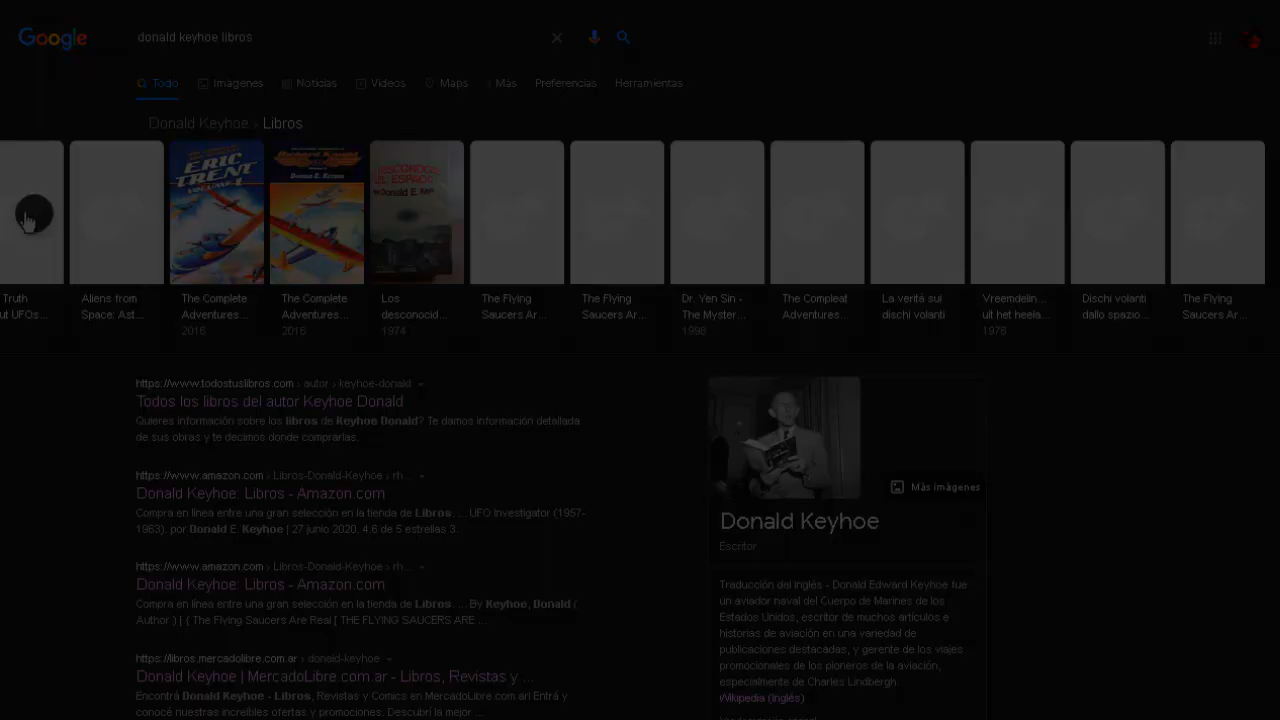 Google
donald keyhoe libros
Todo Imágenes Noticias Videos Maps Más Preferencias Herramientas
Donald Keyhoe › Libros
Truth
ut UFOs...
Aliens from
Space: Ast...
ERIC
TRENT
VOLUME 1
The Complete
Adventures...
2016
Richard Knight
Donald E. Keyhoe
The Complete
Adventures...
2016
Los
desconocid...
1974
The Flying
Saucers Ar...
The Flying
Saucers Ar...
Dr. Yen Sin -
The Myster...
1998
The Compleat
Adventures...
La verità sui
dischi volanti
Vreemdelin...
uit het heela...
1976
Dischi volanti
dallo spazio...
The Flying
Saucers Ar...
https://www.todostuslibros.com › autor › keyhoe-donald
Todos los libros del autor Keyhoe Donald
Quieres información sobre los libros de Keyhoe Donald? Te damos información detallada
de sus obras y te decimos donde comprarlas.
https://www.amazon.com › Libros-Donald-Keyhoe › rh...
Donald Keyhoe: Libros - Amazon.com
Compra en línea entre una gran selección en la tienda de Libros. ... UFO Investigator (1957-
1963). por Donald E. Keyhoe | 27 junio 2020. 4.6 de 5 estrellas 3...
https://www.amazon.com › Libros-Donald-Keyhoe › rh...
Donald Keyhoe: Libros - Amazon.com
Compra en línea entre una gran selección en la tienda de Libros. ... By Keyhoe, Donald (
Author ) | ( The Flying Saucers Are Real [ THE FLYING SAUCERS ARE ...
https://libros.mercadolibre.com.ar › donald-keyhoe
Donald Keyhoe | MercadoLibre.com.ar - Libros, Revistas y ...
Encontrá Donald Keyhoe - Libros, Revistas y Comics en MercadoLibre.com.ar! Entrá y
conocé nuestras increíbles ofertas y promociones. Descubrí la mejor ...
Más imágenes
Donald Keyhoe
Escritor
Traducción del inglés - Donald Edward Keyhoe fue
un aviador naval del Cuerpo de Marines de los
Estados Unidos, escritor de muchos artículos e
historias de aviación en una variedad de
publicaciones destacadas, y gerente de los viajes
promocionales de los pioneros de la aviación,
especialmente de Charles Lindbergh.
Wikipedia (Inglés)